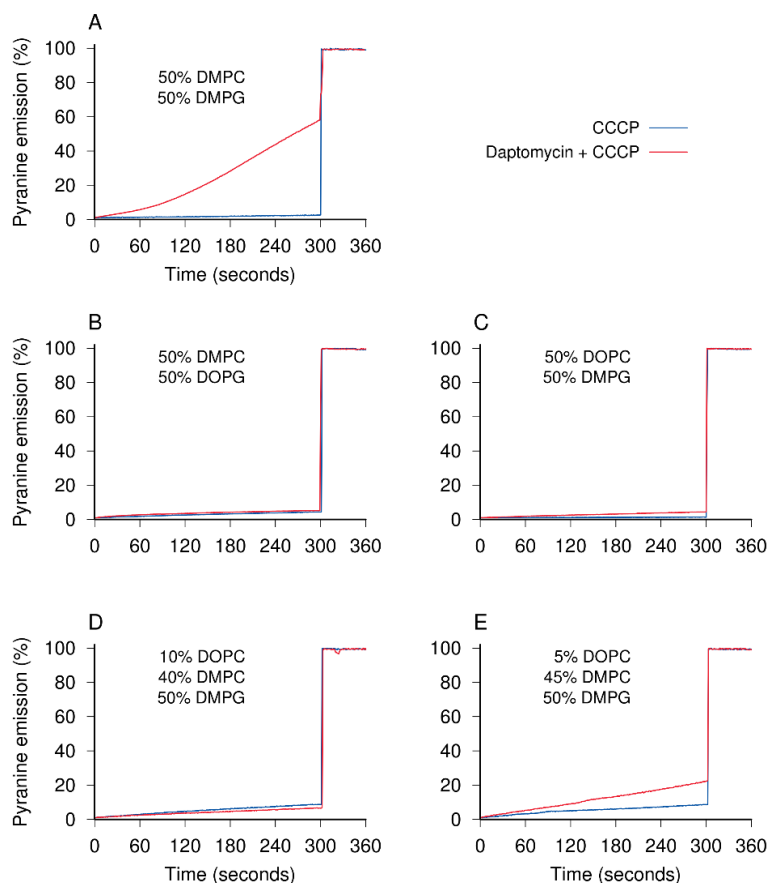 A
Pyranine emission (%)
100
80
60
40
20
0
50% DMPC
50% DMPG
0 60 120 180 240 300 360
Time (seconds)
CCCP
Daptomycin + CCCP
B
Pyranine emission (%)
100
80
60
40
20
0
50% DMPC
50% DOPG
0 60 120 180 240 300 360
C
100
80
60
40
20
0
50% DOPC
50% DMPG
0 60 120 180 240 300 360
D
Pyranine emission (%)
100
80
60
40
20
0
10% DOPC
40% DMPC
50% DMPG
0 60 120 180 240 300 360
Time (seconds)
E
100
80
60
40
20
0
5% DOPC
45% DMPC
50% DMPG
0 60 120 180 240 300 360
Time (seconds)